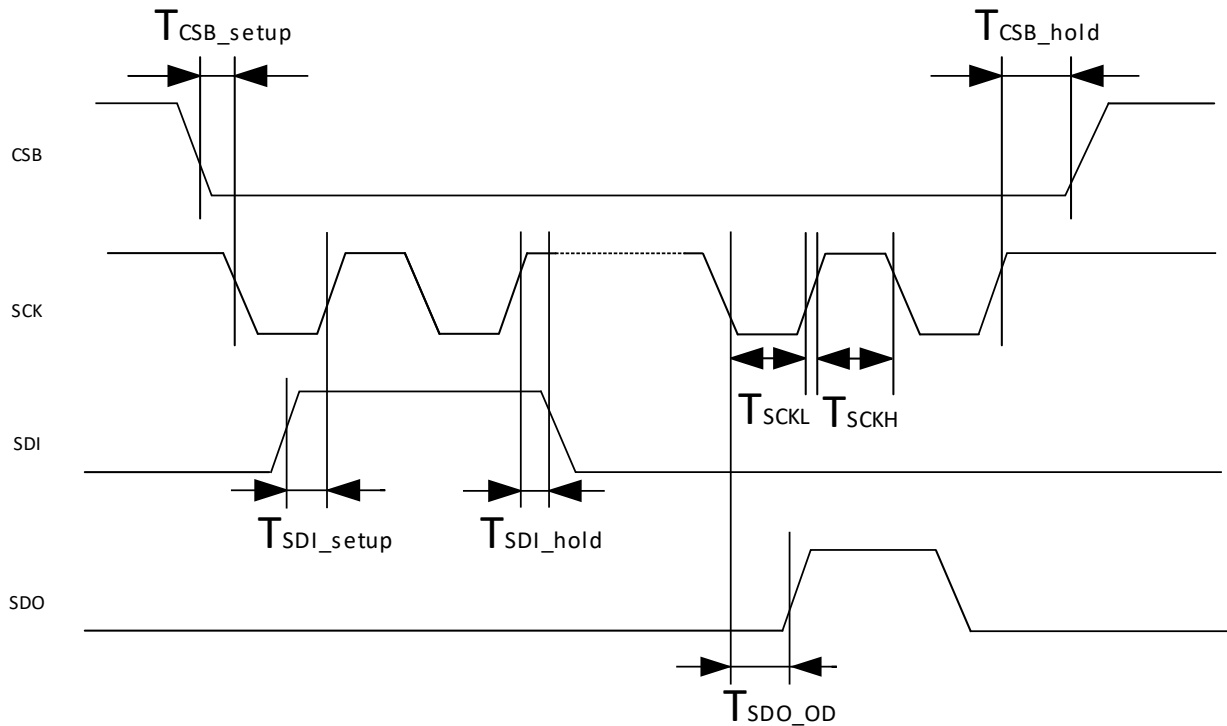 TCSB_setup
TCSB_hold
CSB
SCK
TSCKL
TSCKH
SDI
TSDI_setup
TSDI_hold
SDO
TSDO_OD